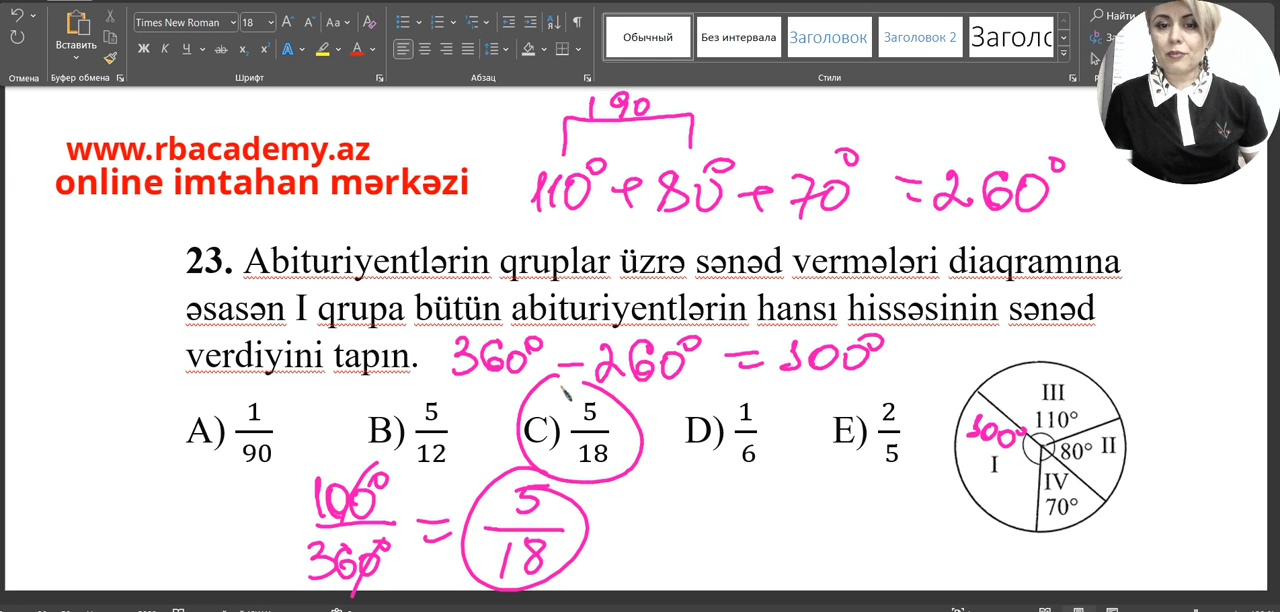 Times New Roman 18 Aa
Вставить
Ж К Ч ab x x A A
Отмена Буфер обмена Шрифт Абзац Стили
Обычный Без интервала Заголовок Заголовок 2 Заголо
Найти
190
www.rbacademy.az
online imtahan mərkəzi
110° + 80° + 70° = 260°
23. Abituriyentlərin qruplar üzrə sənəd vermələri diaqramına
əsasən I qrupa bütün abituriyentlərin hansı hissəsinin sənəd
verdiyini tapın. 360° - 260° = 100°
A) 1/90 B) 5/12 C) 5/18 D) 1/6 E) 2/5
III
110°
100°
80° II
I
IV
70°
100°/360° = 5/18